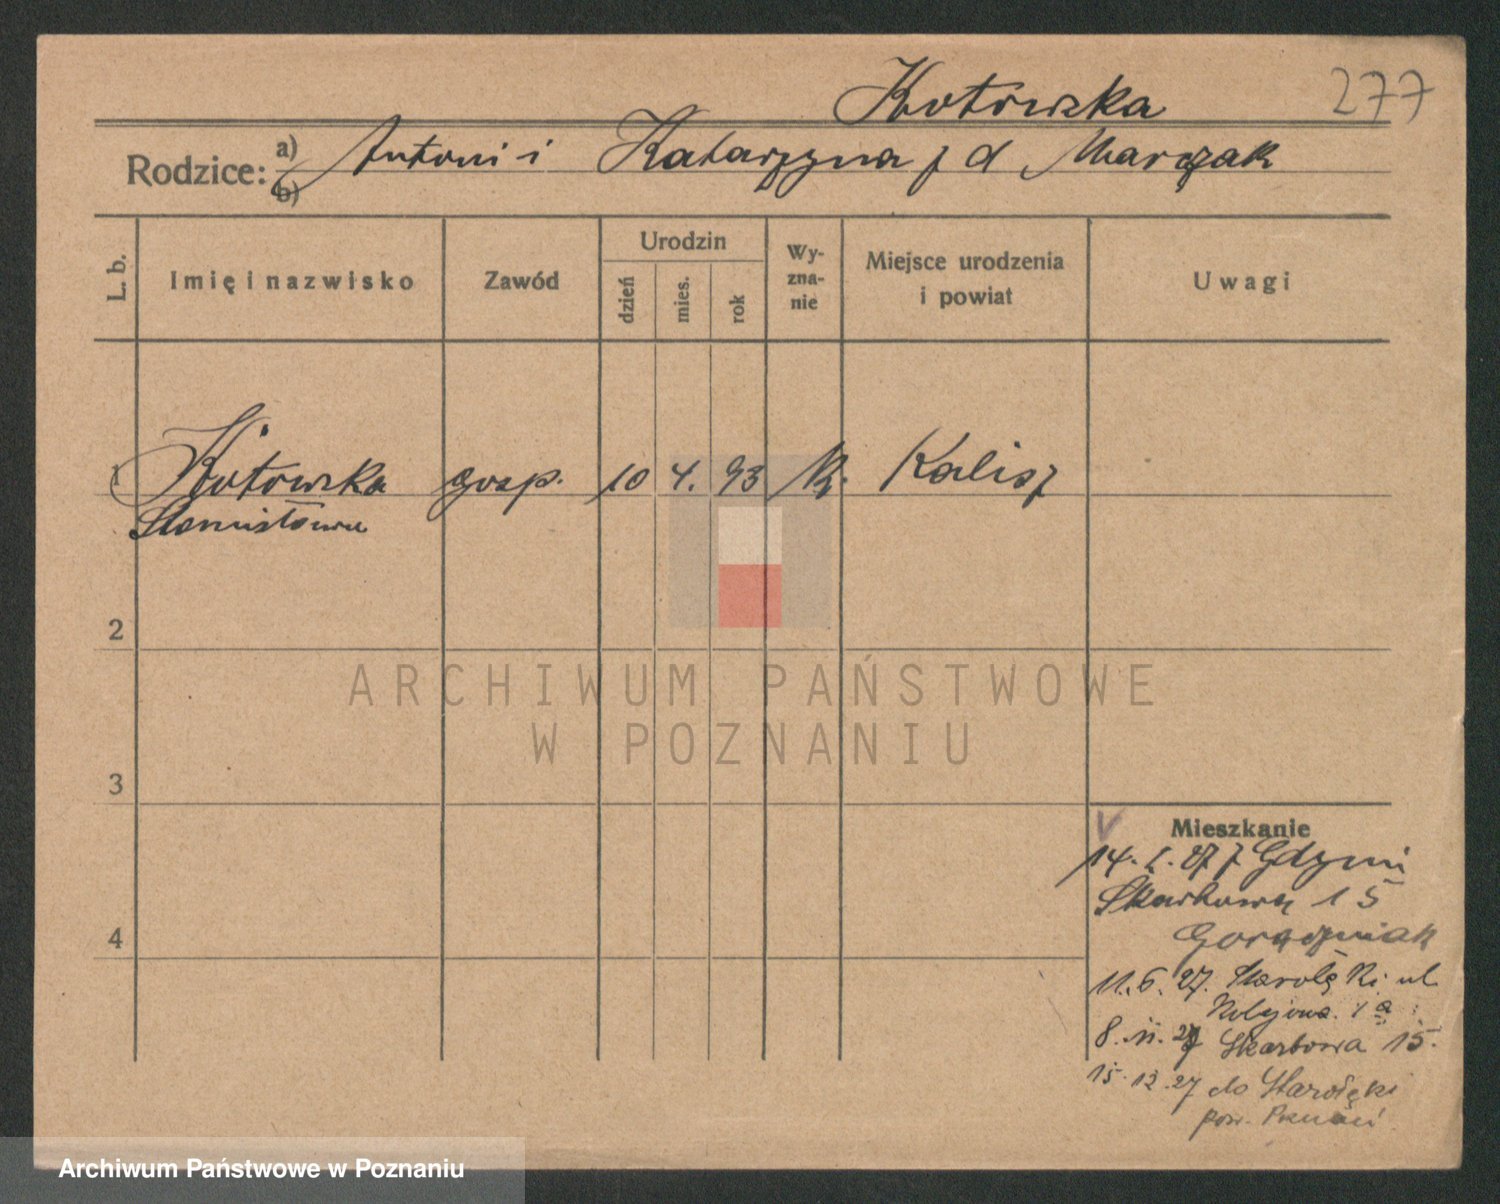 Kotowska
277
Rodzice: a) b) Antoni i Katarzyna z d Marczak
L. b.
Imię i nazwisko
Zawód
Urodzin
dzień
mies.
rok
Wy-
zna-
nie
Miejsce urodzenia
i powiat
Uwagi
1 Kotowska gosp. 10 4. 93 Kalisz
Stanisława
2
ARCHIWUM PAŃSTWOWE
W POZNANIU
3
V Mieszkanie
14. 27 z Gdyni
Skarbowa 15
4
11.6.27. Starołęki ul.
Kolejowa 1a
8.11.27 Skarbowa 15.
15.12.27 do Starołęki
pow. Poznań
Archiwum Państwowe w Poznaniu